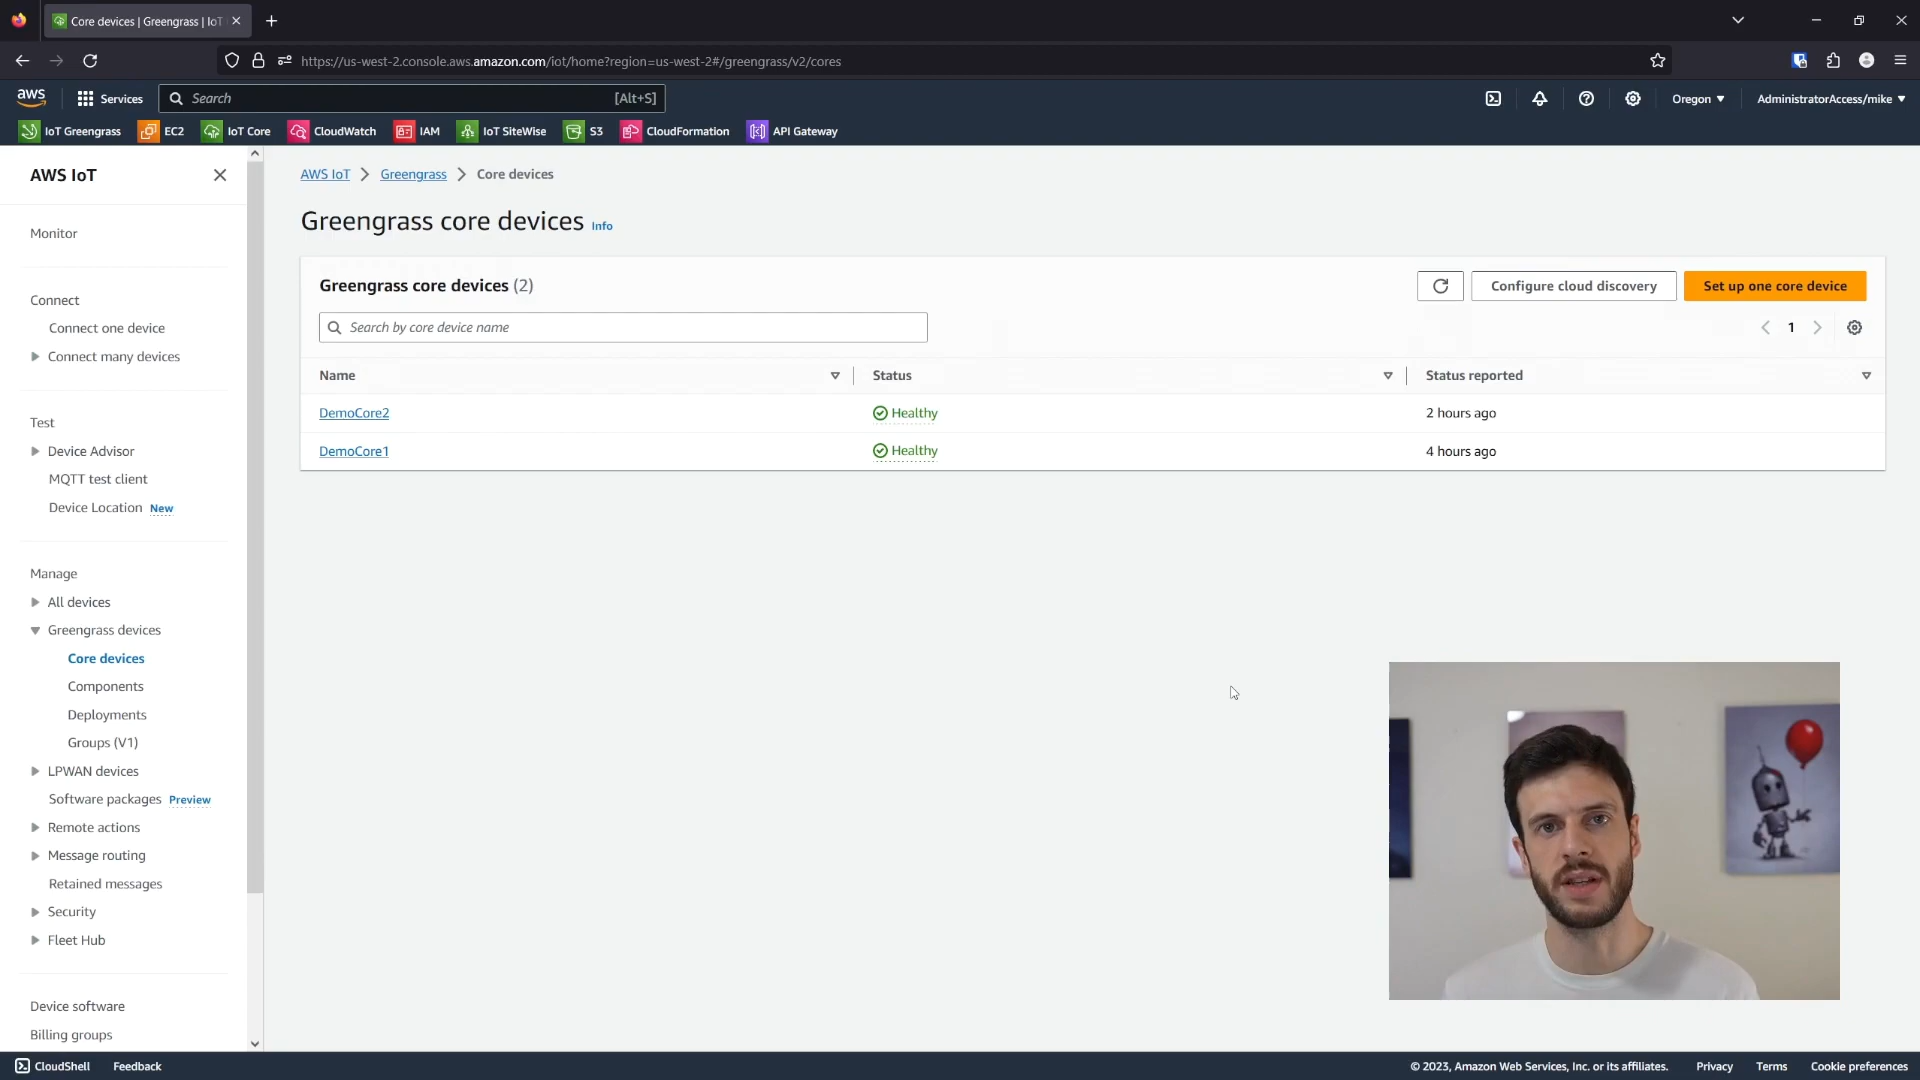 Core devices | Greengrass | IoT
https://us-west-2.console.aws.amazon.com/iot/home?region=us-west-2#/greengrass/v2/cores
aws Services Search [Alt+S] Oregon AdministratorAccess/mike
IoT Greengrass EC2 IoT Core CloudWatch IAM IoT SiteWise S3 CloudFormation API Gateway
AWS IoT
Monitor
Connect
Connect one device
Connect many devices
Test
Device Advisor
MQTT test client
Device Location New
Manage
All devices
Greengrass devices
Core devices
Components
Deployments
Groups (V1)
LPWAN devices
Software packages Preview
Remote actions
Message routing
Retained messages
Security
Fleet Hub
Device software
Billing groups
AWS IoT > Greengrass > Core devices
Greengrass core devices Info
Greengrass core devices (2) Configure cloud discovery Set up one core device
Search by core device name 1
Name Status Status reported
DemoCore2 Healthy 2 hours ago
DemoCore1 Healthy 4 hours ago
CloudShell Feedback © 2023, Amazon Web Services, Inc. or its affiliates. Privacy Terms Cookie preferences